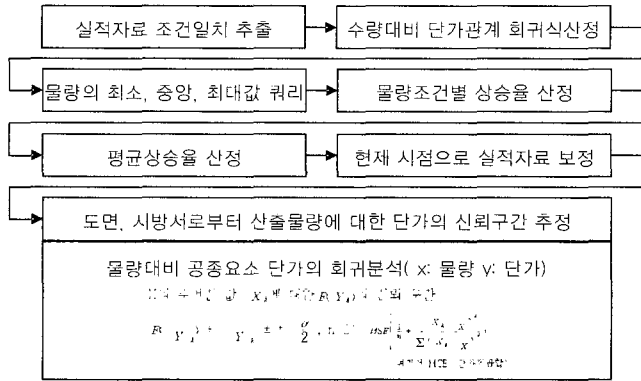 실적자료 조건일치 추출
수량대비 단가관계 회귀식산정
물량의 최소, 중앙, 최대값 쿼리
물량조건별 상승율 산정
평균상승율 산정
현재 시점으로 실적자료 보정
도면, 시방서로부터 산출물량에 대한 단가의 신뢰구간 추정
물량대비 공종요소 단가의 회귀분석( x: 물량 y: 단가)